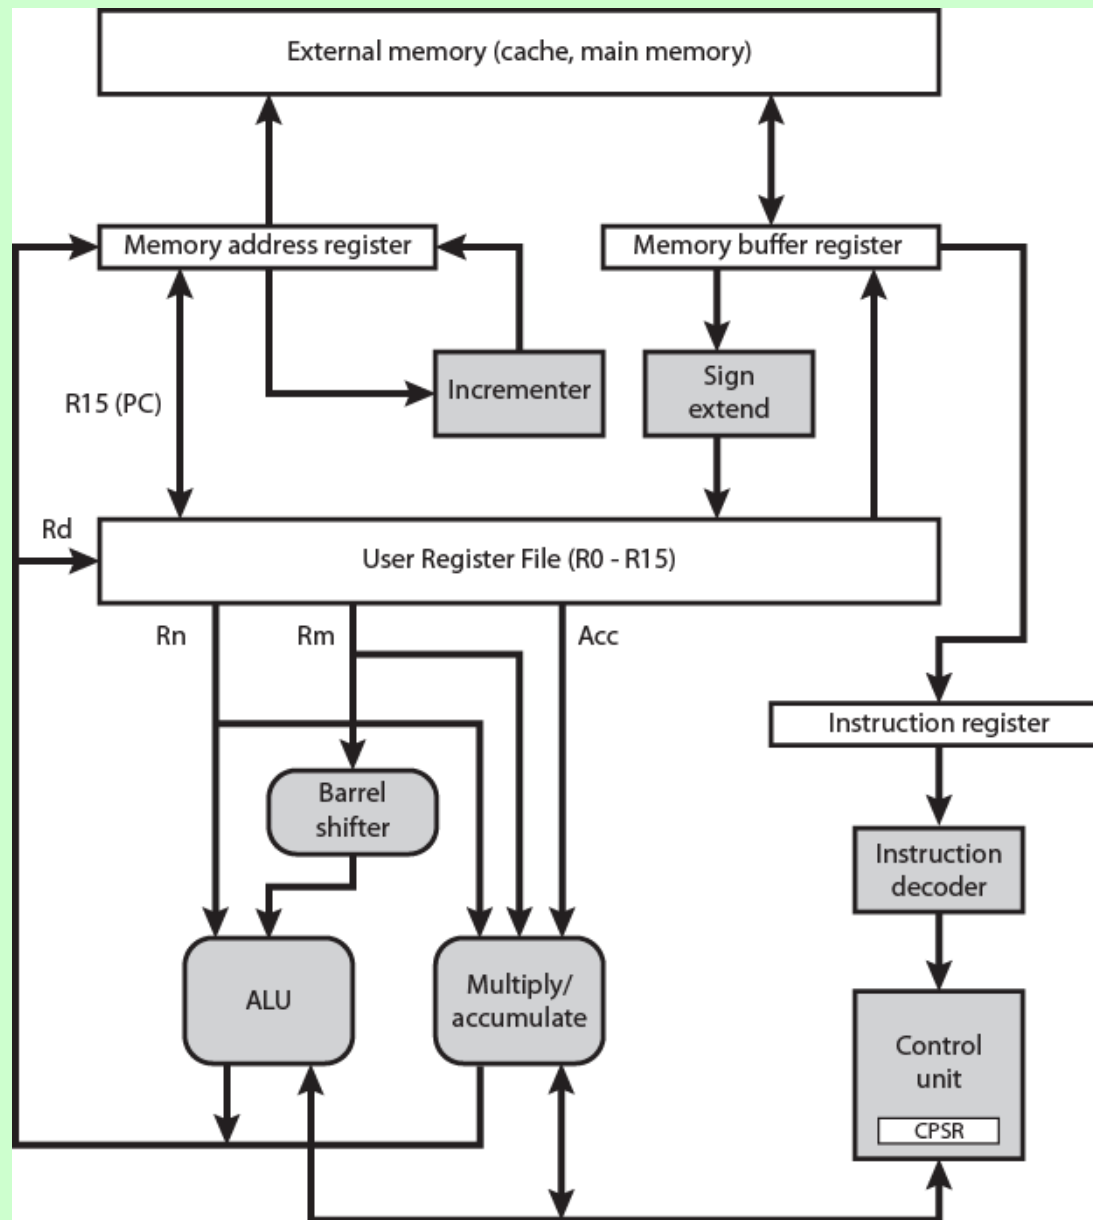 External memory (cache, main memory)
Memory address register
Memory buffer register
Incrementer
Sign
extend
R15 (PC)
Rd
User Register File (R0 - R15)
Rn
Rm
Acc
Instruction register
Barrel
shifter
Instruction
decoder
ALU
Multiply/
accumulate
Control
unit
CPSR